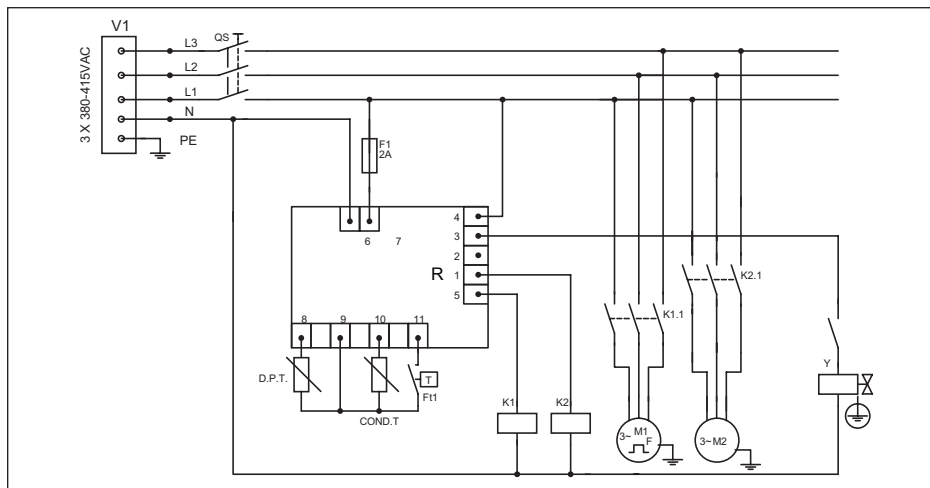 V1
3 X 380-415VAC
L3
QS
L2
L1
N
PE
F1
2A
6
7
4
3
2
1
5
R
8
9
10
11
D.P.T.
T
Ft1
COND.T
K1
K2
K1.1
K2.1
Y
3~ M1
F
3~ M2